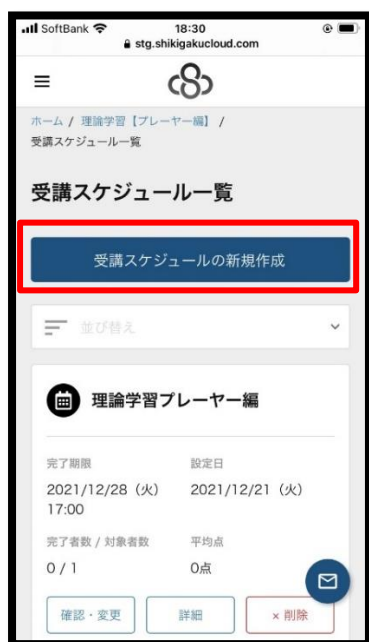 SoftBank 18:30
stg.shikigakucloud.com
ホーム / 理論学習【プレーヤー編】 /
受講スケジュール一覧
受講スケジュール一覧
受講スケジュールの新規作成
並び替え
理論学習プレーヤー編
完了期限 設定日
2021/12/28（火） 2021/12/21（火）
17:00
完了者数 / 対象者数 平均点
0 / 1 0点
確認・変更 詳細 × 削除